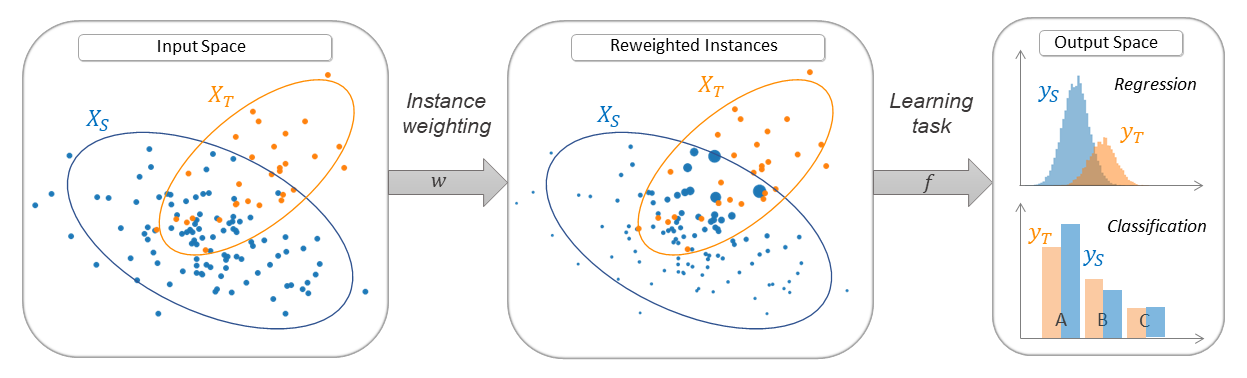 Input Space
X_T
X_S
Instance
weighting
w
Reweighted Instances
X_T
X_S
Learning
task
f
Output Space
Regression
y_S
y_T
Classification
y_T
y_S
A B C